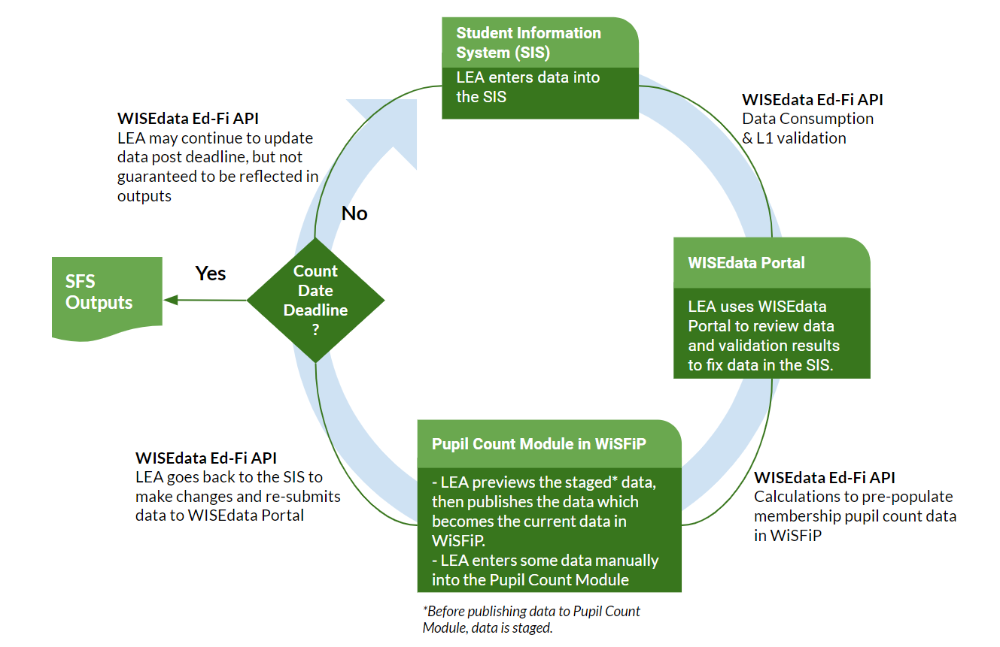 Student Information
System (SIS)
LEA enters data into
the SIS
WISEdata Ed-Fi API
Data Consumption
& L1 validation
WISEdata Portal
LEA uses WISEdata
Portal to review data
and validation results
to fix data in the SIS.
WISEdata Ed-Fi API
Calculations to pre-populate
membership pupil count data
in WiSFiP
Pupil Count Module in WiSFiP
- LEA previews the staged* data,
then publishes the data which
becomes the current data in
WiSFiP.
- LEA enters some data manually
into the Pupil Count Module
*Before publishing data to Pupil Count
Module, data is staged.
WISEdata Ed-Fi API
LEA goes back to the SIS to
make changes and re-submits
data to WISEdata Portal
Count
Date
Deadline
?
Yes
SFS
Outputs
No
WISEdata Ed-Fi API
LEA may continue to update
data post deadline, but not
guaranteed to be reflected in
outputs